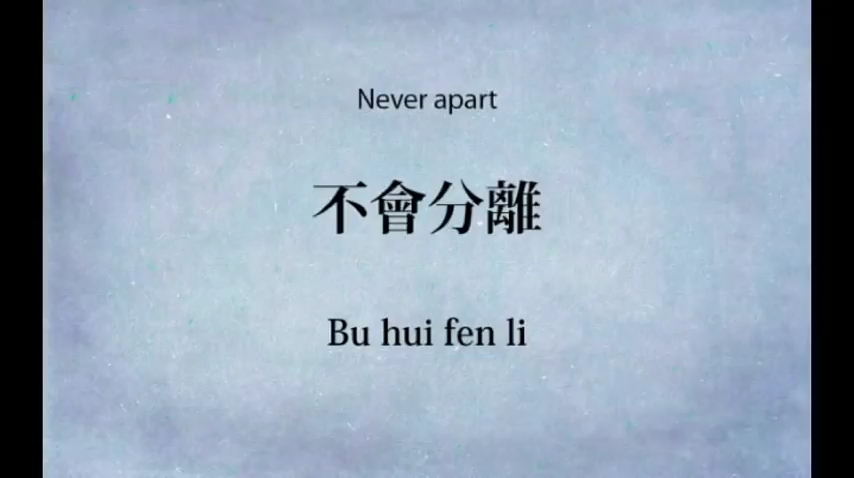 Never apart
不會分離
Bu hui fen li